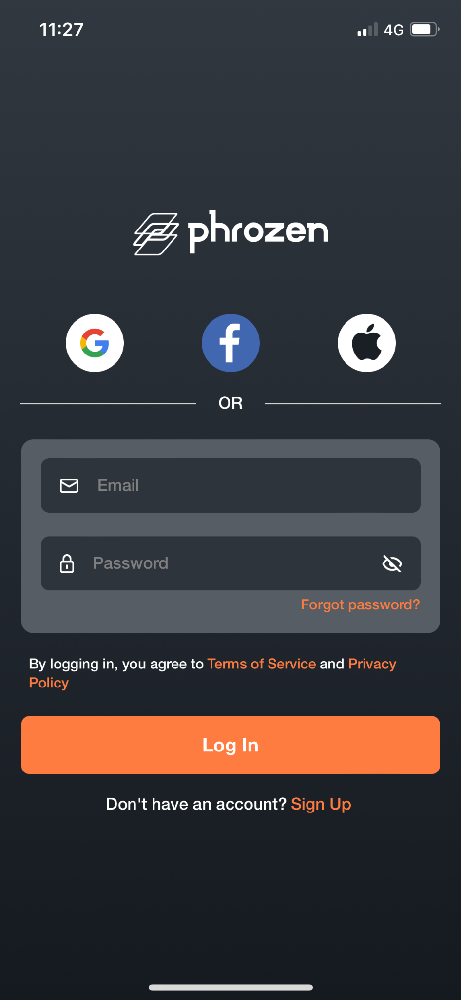 11:27
4G
phrozen
OR
Email
Password
Forgot password?
By logging in, you agree to Terms of Service and Privacy
Policy
Log In
Don't have an account? Sign Up